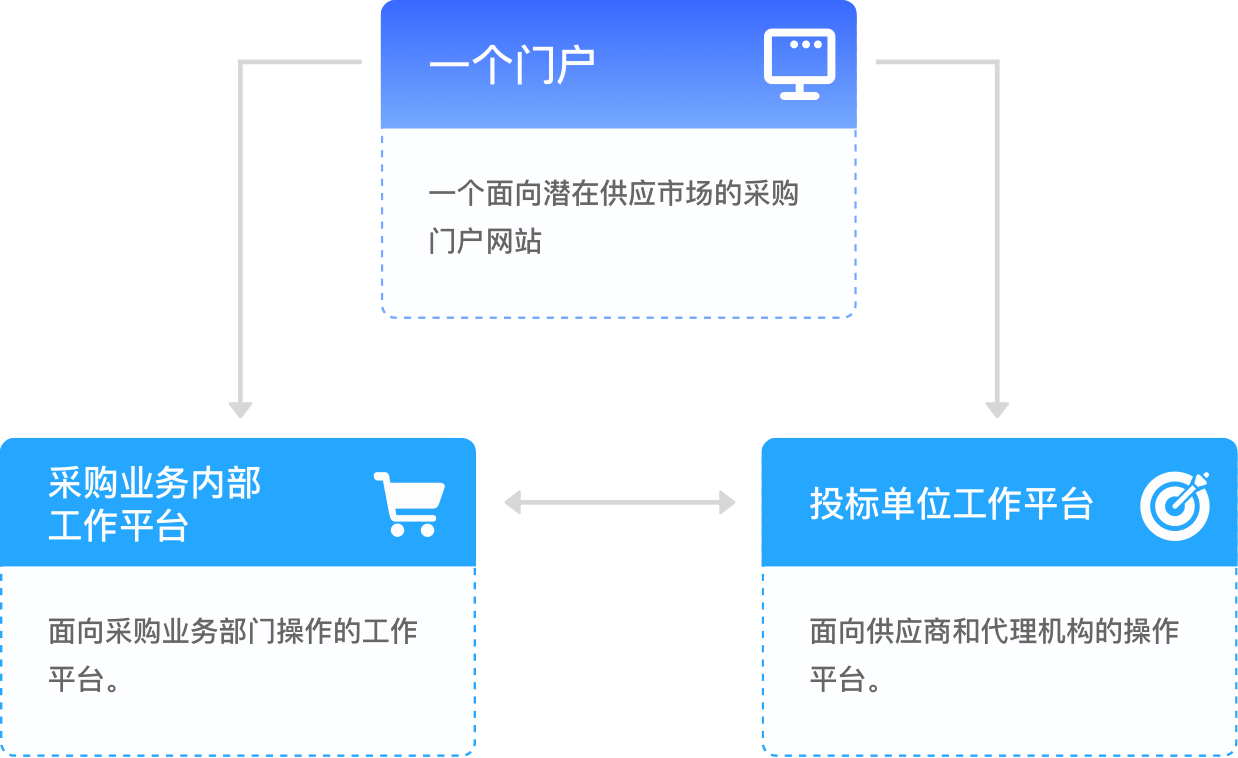 一个门户
一个面向潜在供应市场的采购
门户网站
采购业务内部
工作平台
面向采购业务部门操作的工作
平台。
投标单位工作平台
面向供应商和代理机构的操作
平台。